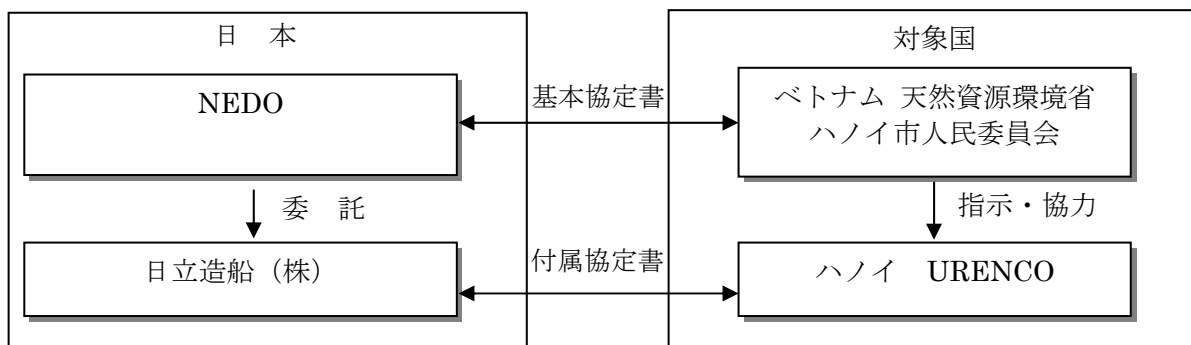 日　本
対象国
NEDO
基本協定書
ベトナム 天然資源環境省
ハノイ市人民委員会
委　託
指示・協力
日立造船（株）
付属協定書
ハノイ　URENCO